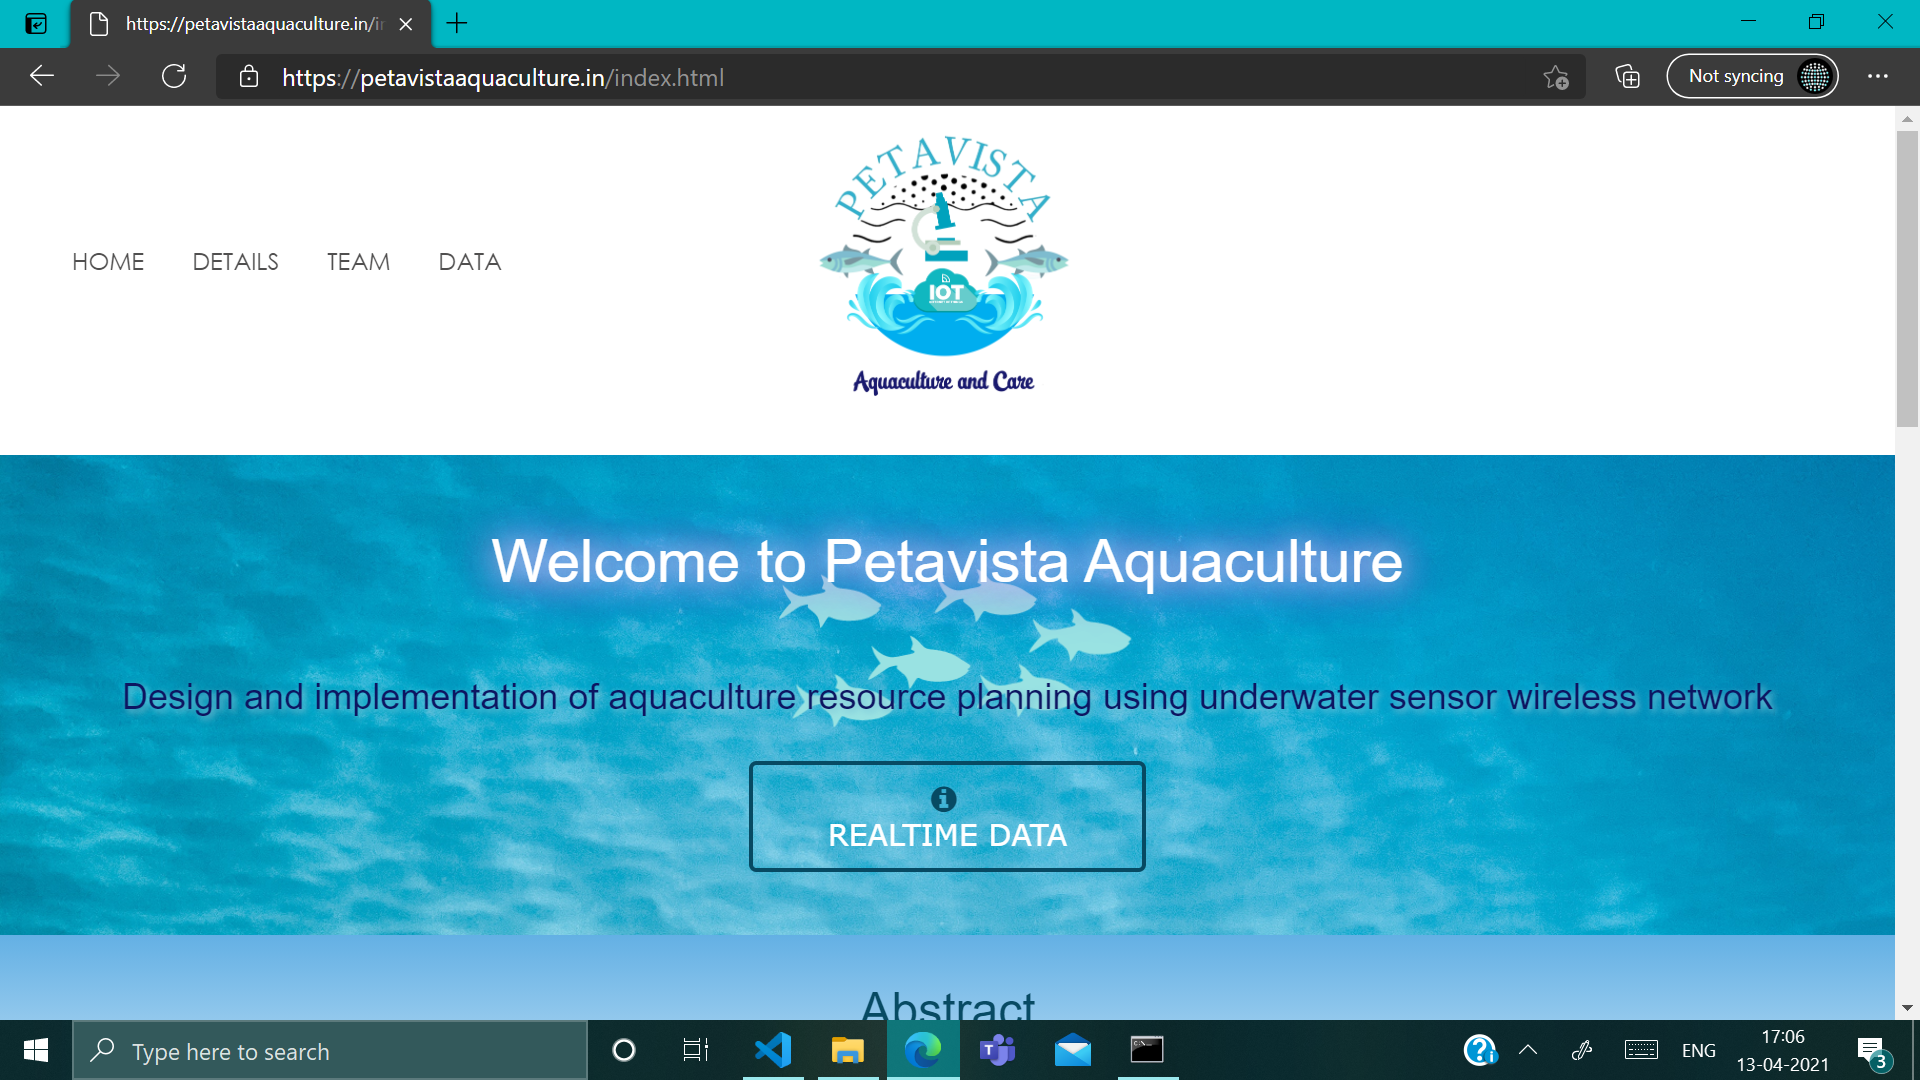 https://petavistaaquaculture.in/ir
https://petavistaaquaculture.in/index.html
Not syncing
PETAVISTA
HOME DETAILS TEAM DATA
IOT
Aquaculture and Care
Welcome to Petavista Aquaculture
Design and implementation of aquaculture resource planning using underwater sensor wireless network
REALTIME DATA
Abstract
Type here to search
ENG
17:06
13-04-2021
3